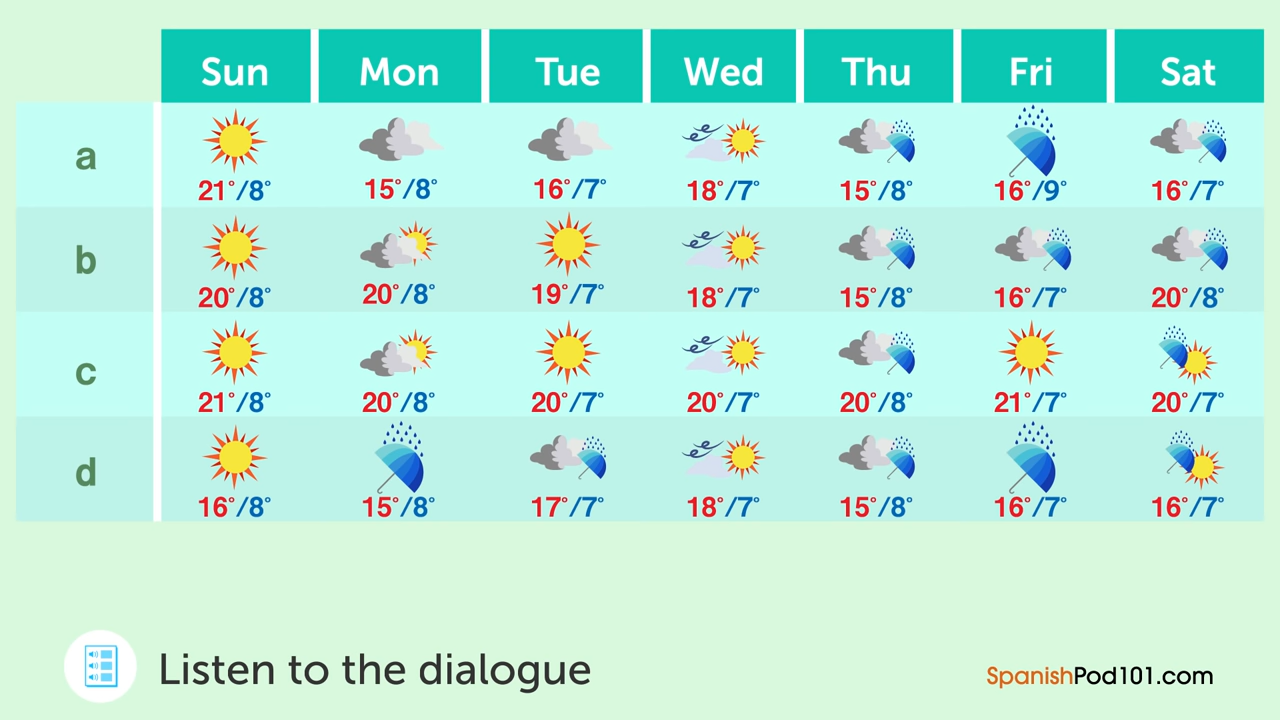 Sun Mon Tue Wed Thu Fri Sat
a
21°/8° 15°/8° 16°/7° 18°/7° 15°/8° 16°/9° 16°/7°
b
20°/8° 20°/8° 19°/7° 18°/7° 15°/8° 16°/7° 20°/8°
c
21°/8° 20°/8° 20°/7° 20°/7° 20°/8° 21°/7° 20°/7°
d
16°/8° 15°/8° 17°/7° 18°/7° 15°/8° 16°/7° 16°/7°
Listen to the dialogue
SpanishPod101.com